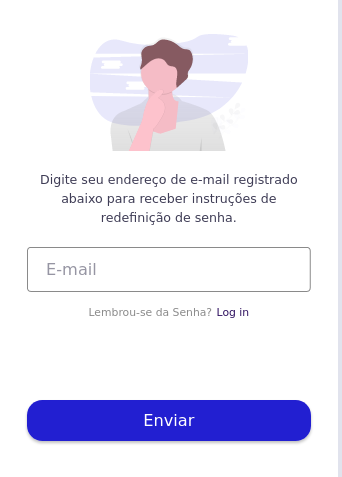 Digite seu endereço de e-mail registrado
abaixo para receber instruções de
redefinição de senha.
E-mail
Lembrou-se da Senha? Log in
Enviar